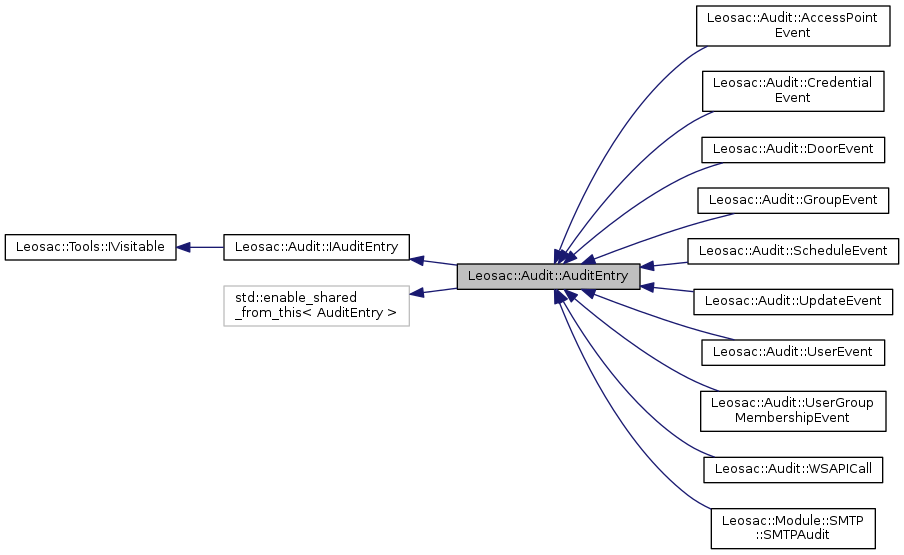 Leosac::Tools::IVisitable
Leosac::Audit::IAuditEntry
std::enable_shared
_from_this< AuditEntry >
Leosac::Audit::AuditEntry
Leosac::Audit::AccessPoint
Event
Leosac::Audit::Credential
Event
Leosac::Audit::DoorEvent
Leosac::Audit::GroupEvent
Leosac::Audit::ScheduleEvent
Leosac::Audit::UpdateEvent
Leosac::Audit::UserEvent
Leosac::Audit::UserGroup
MembershipEvent
Leosac::Audit::WSAPICall
Leosac::Module::SMTP
::SMTPAudit